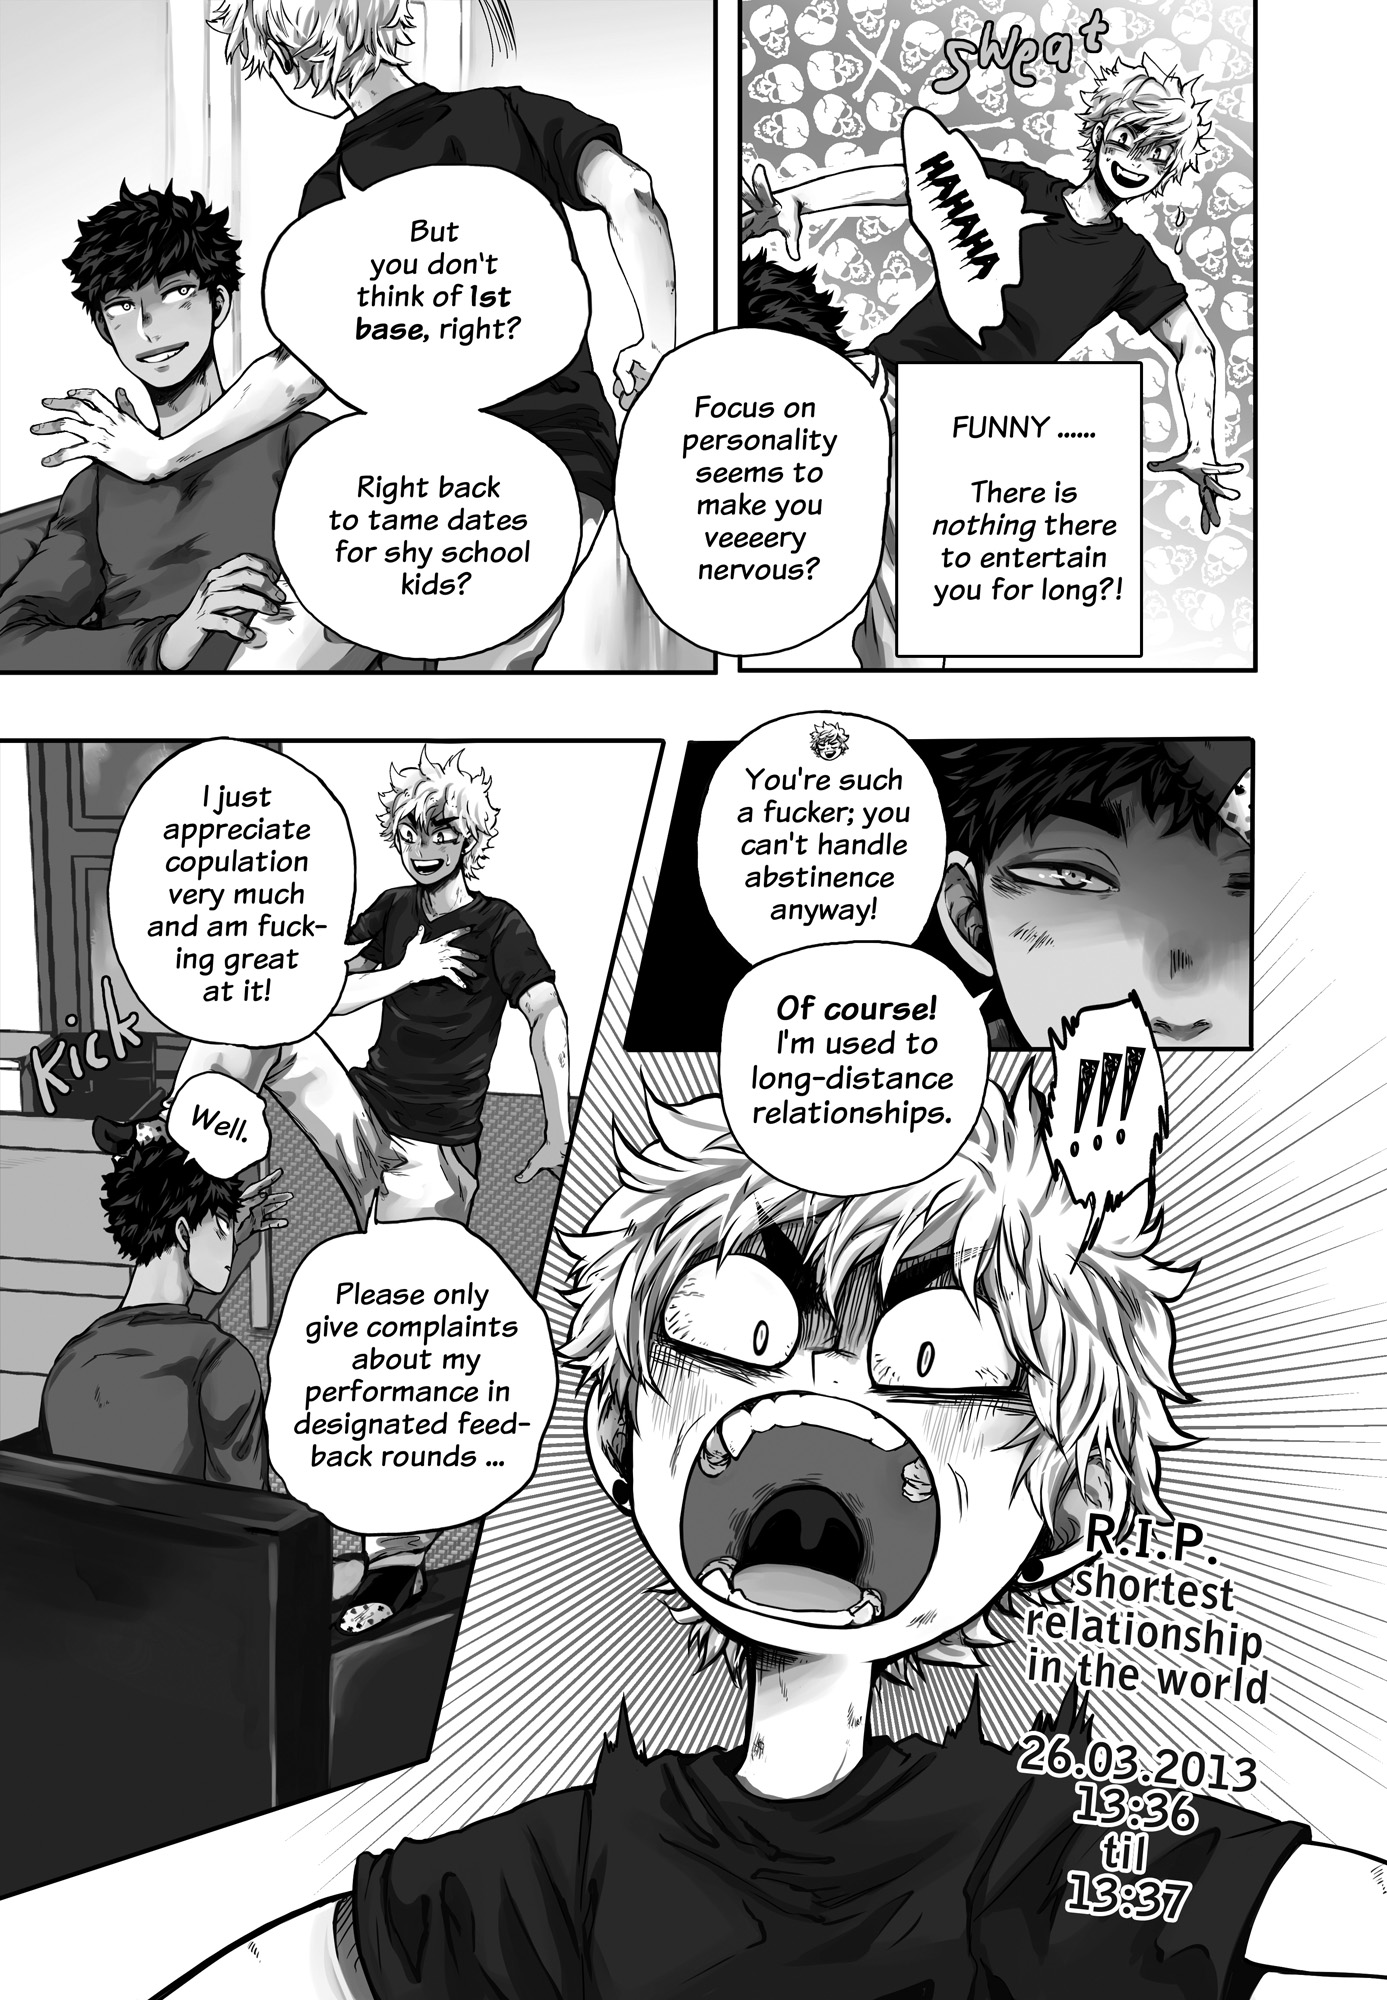 But
you don't
think of 1st
base, right?
Right back
to tame dates
for shy school
kids?
sweat
HAHAHA
Focus on
personality
seems to
make you
veeeery
nervous?
FUNNY ......
There is
nothing there
to entertain
you for long?!
I just
appreciate
copulation
very much
and am fuck-
ing great
at it!
Kick
Well.
Please only
give complaints
about my
performance in
designated feed-
back rounds ...
You're such
a fucker; you
can't handle
abstinence
anyway!
Of course!
I'm used to
long-distance
relationships.
!!!
R.I.P.
shortest
relationship
in the world
26.03.2013
13:36
til
13:37